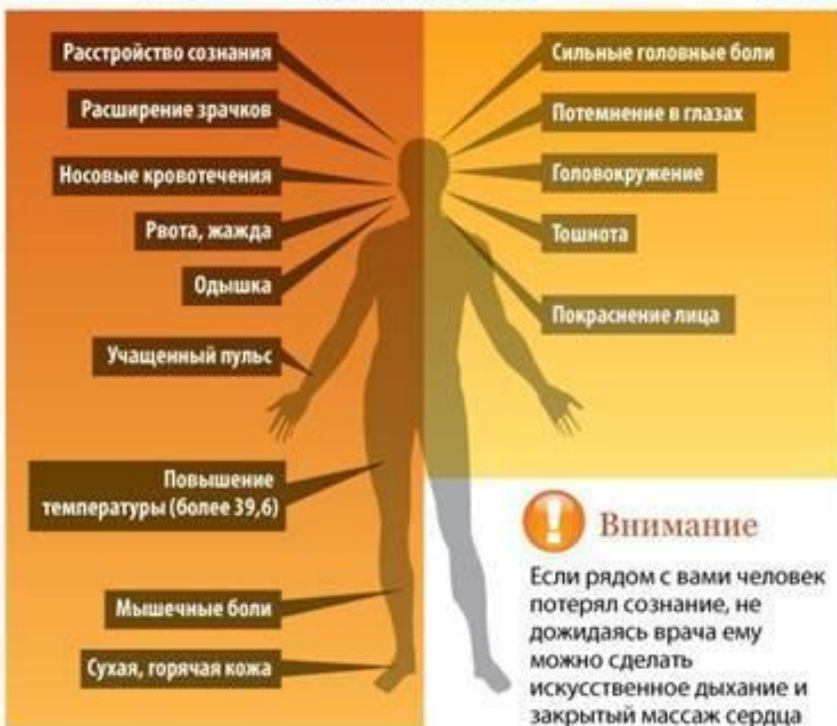 Расстройство сознания
Расширение зрачков
Носовые кровотечения
Рвота, жажда
Одышка
Учащенный пульс
Повышение
температуры (более 39,6)
Мышечные боли
Сухая, горячая кожа
Сильные головные боли
Потемнение в глазах
Головокружение
Тошнота
Покраснение лица
! Внимание
Если рядом с вами человек
потерял сознание, не
дожидаясь врача ему
можно сделать
искусственное дыхание и
закрытый массаж сердца